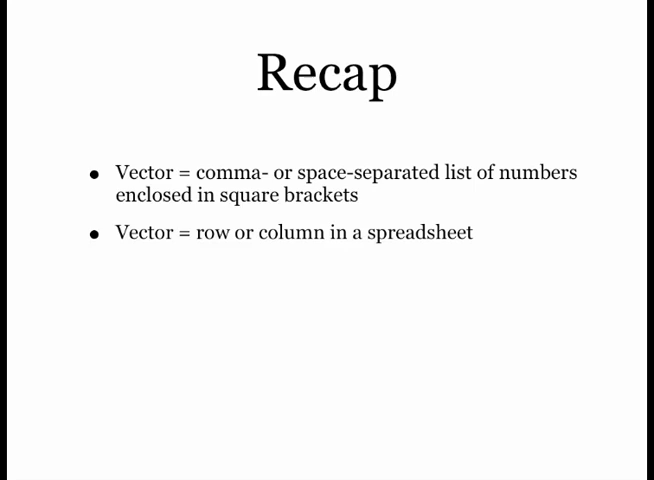 Recap
• Vector = comma- or space-separated list of numbers
enclosed in square brackets
• Vector = row or column in a spreadsheet